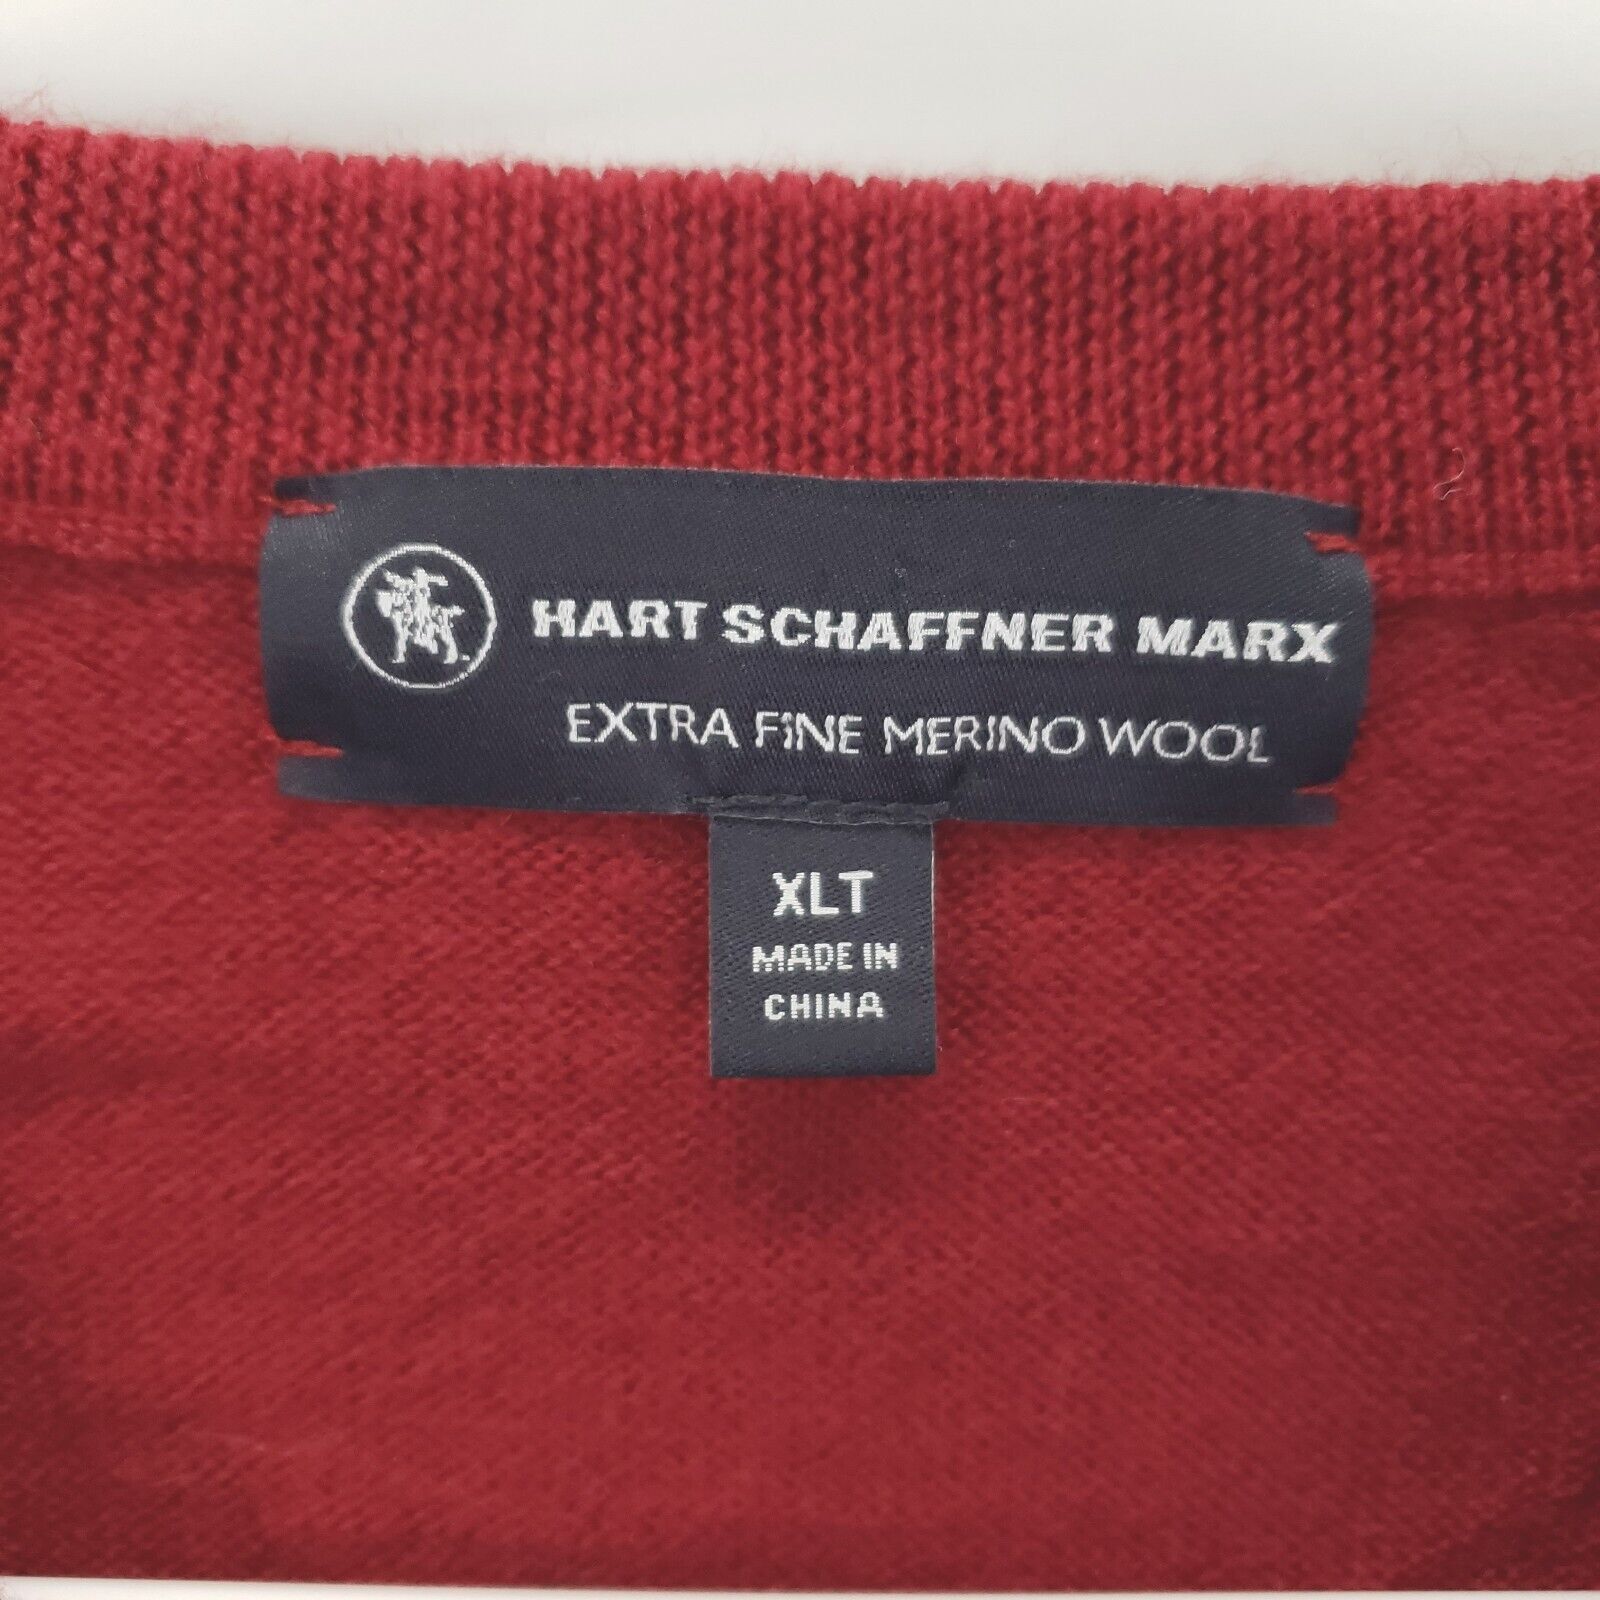 HART SCHAFFNER MARX
EXTRA FINE MERINO WOOL
XLT
MADE IN
CHINA